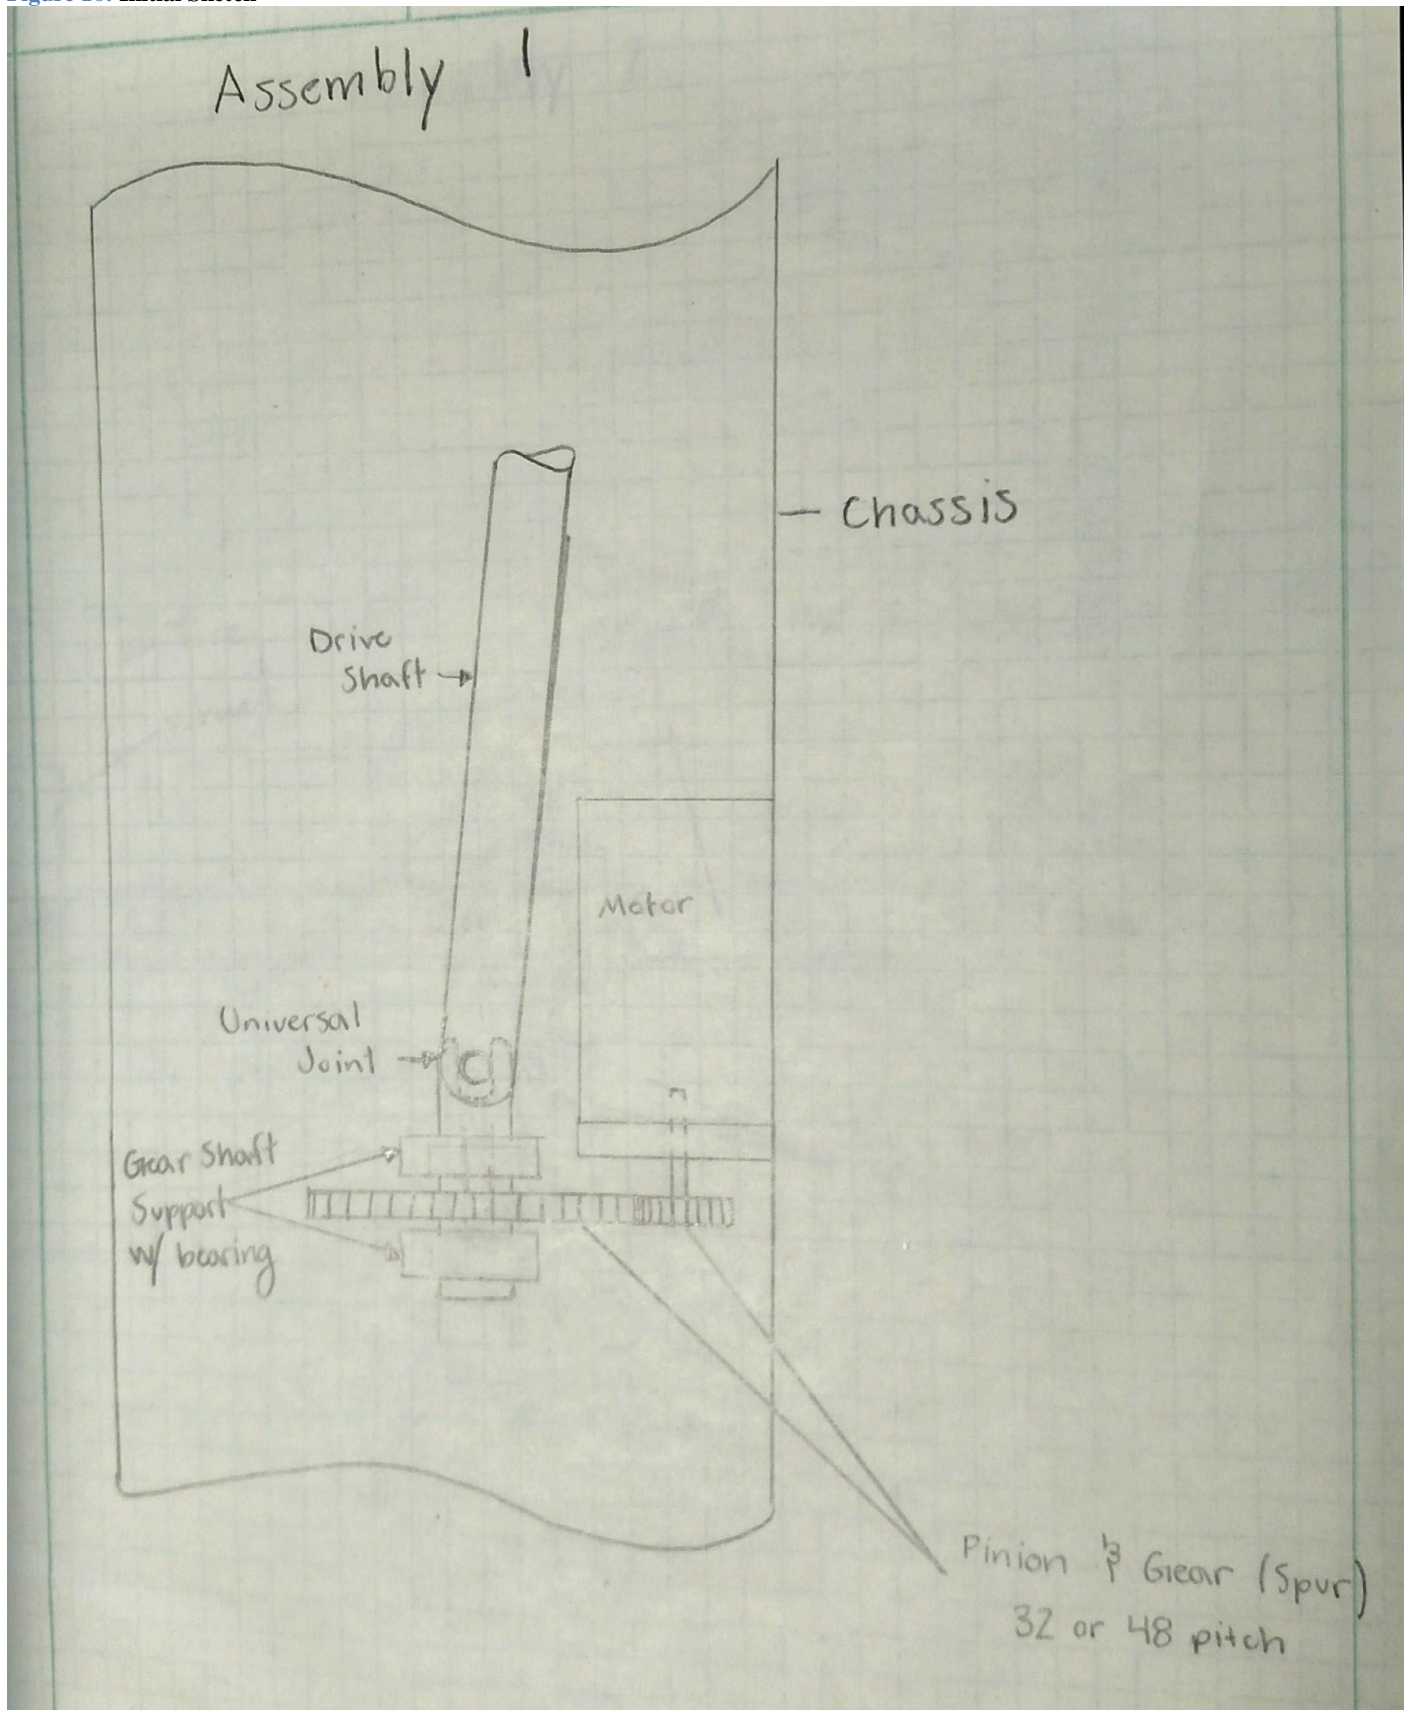 Assembly 1
Chassis
Drive
Shaft
Motor
Universal
Joint
Gear Shaft
Support
w/ bearing
Pinion & Gear (Spur)
32 or 48 pitch